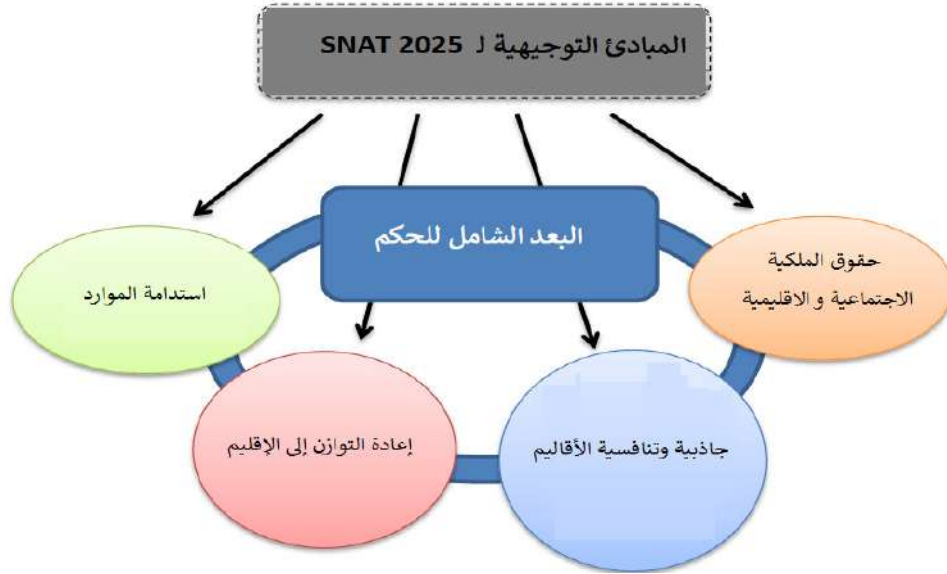 المبادئ التوجيهية لـ SNAT 2025
البعد الشامل للحكم
حقوق الملكية
الاجتماعية و الاقليمية
استدامة الموارد
جاذبية وتنافسية الأقاليم
إعادة التوازن إلى الإقليم